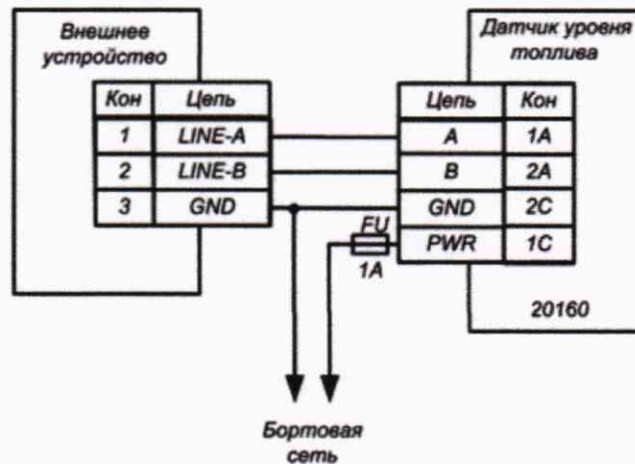 Внешнее
устройство
Датчик уровня
топлива
Кон Цепь
1 LINE-A
2 LINE-B
3 GND
Цепь Кон
A 1A
B 2A
GND 2C
PWR 1C
FU
1A
20160
Бортовая
сеть